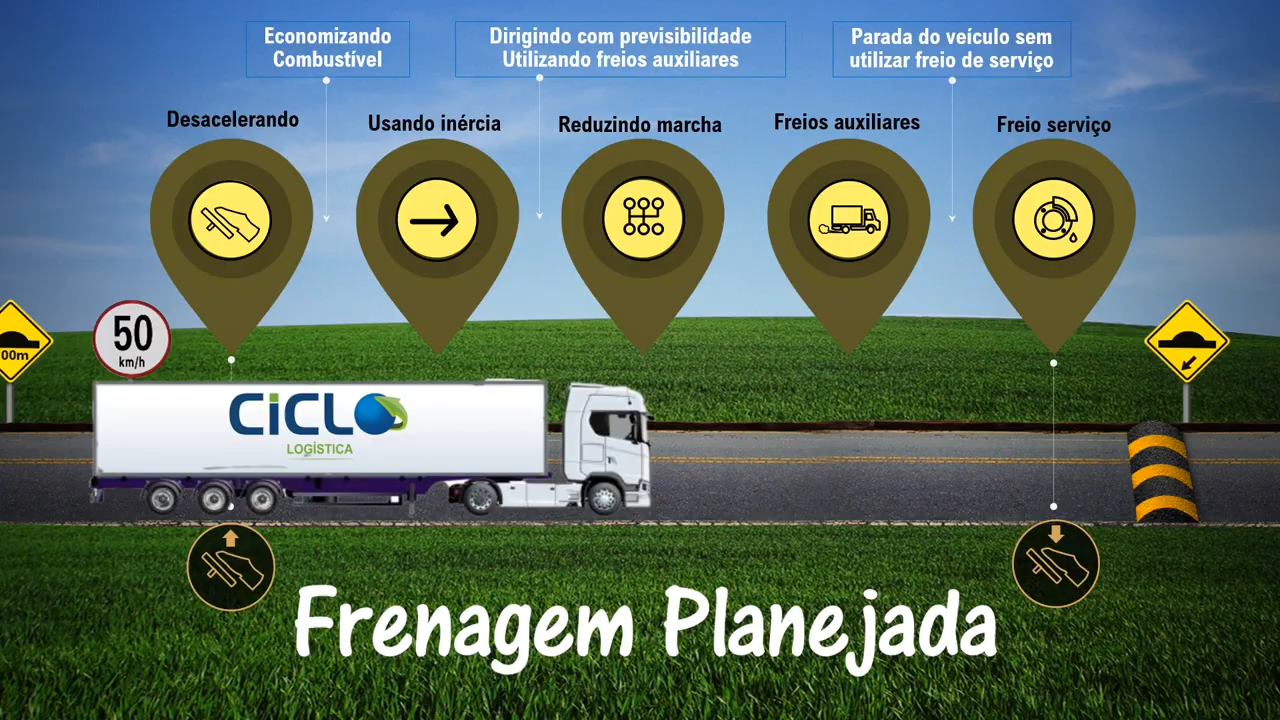 Economizando
Combustível
Dirigindo com previsibilidade
Utilizando freios auxiliares
Parada do veículo sem
utilizar freio de serviço
Desacelerando
Usando inércia
Reduzindo marcha
Freios auxiliares
Freio serviço
00m
50
km/h
CiCLO
LOGÍSTICA
Frenagem Planejada